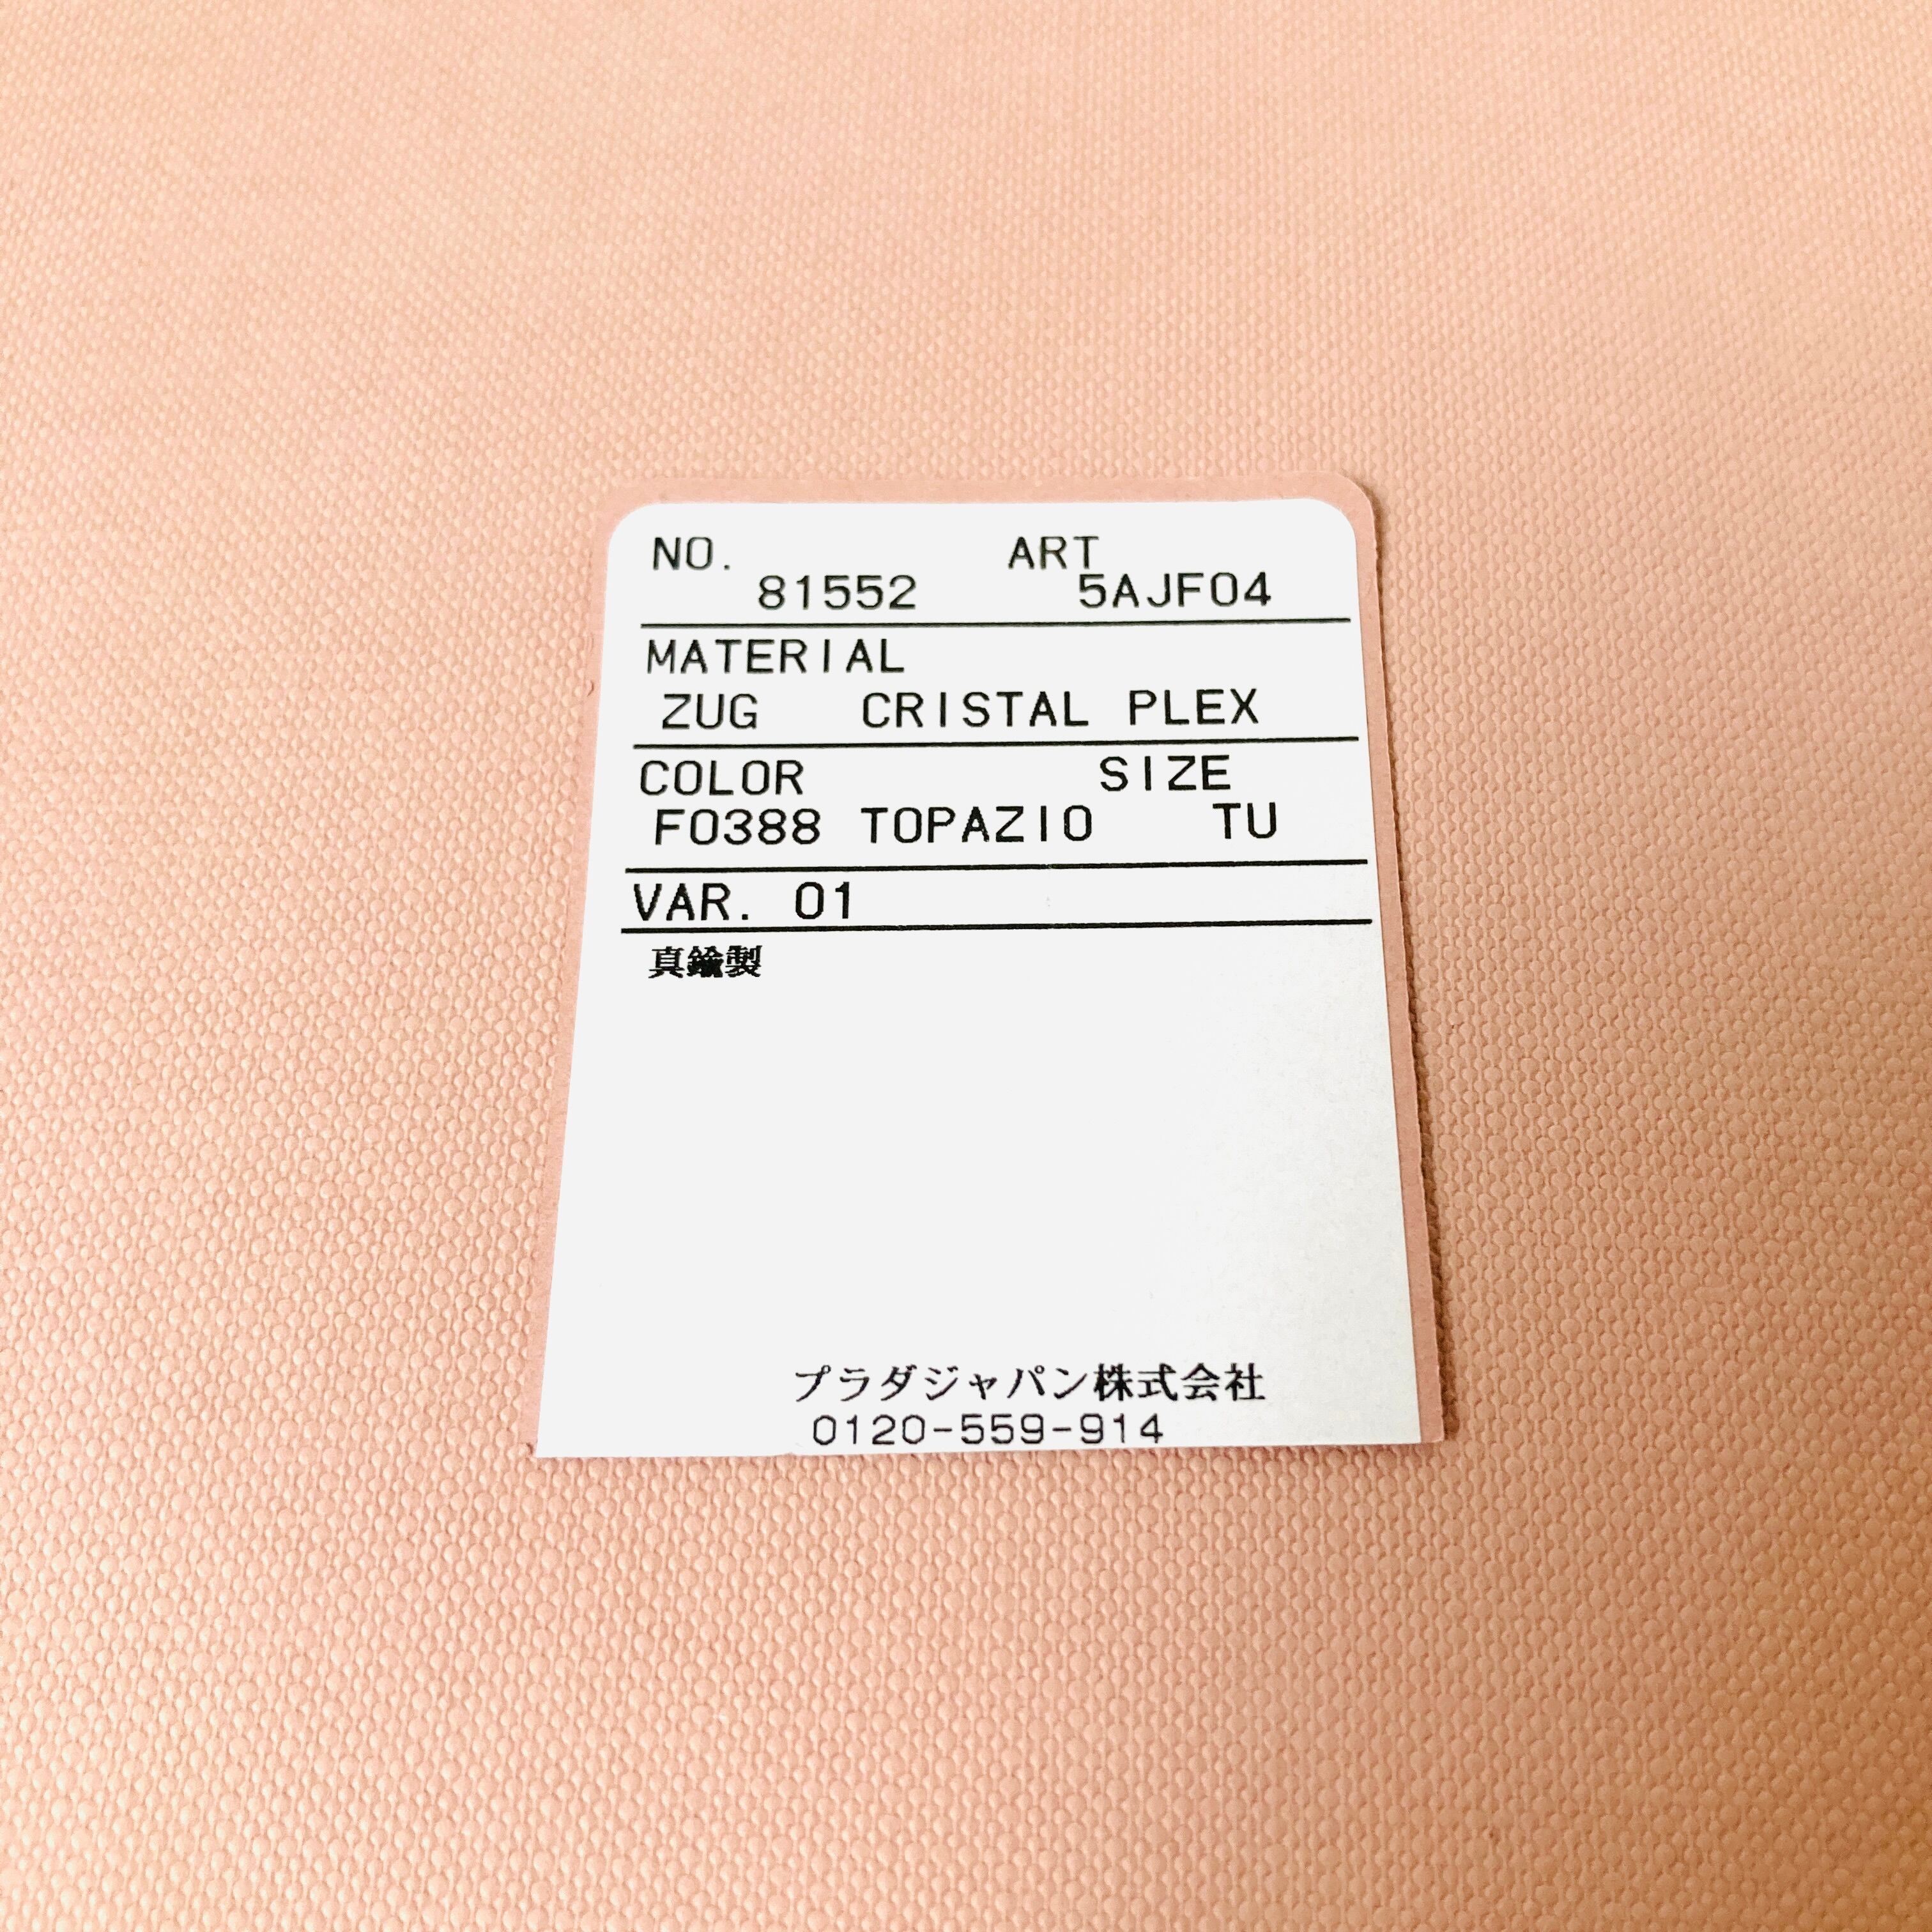 NO. ART
81552 5AJF04
MATERIAL
ZUG CRISTAL PLEX
COLOR SIZE
F0388 TOPAZIO TU
VAR. 01
真鍮製
プラダジャパン株式会社
0120-559-914